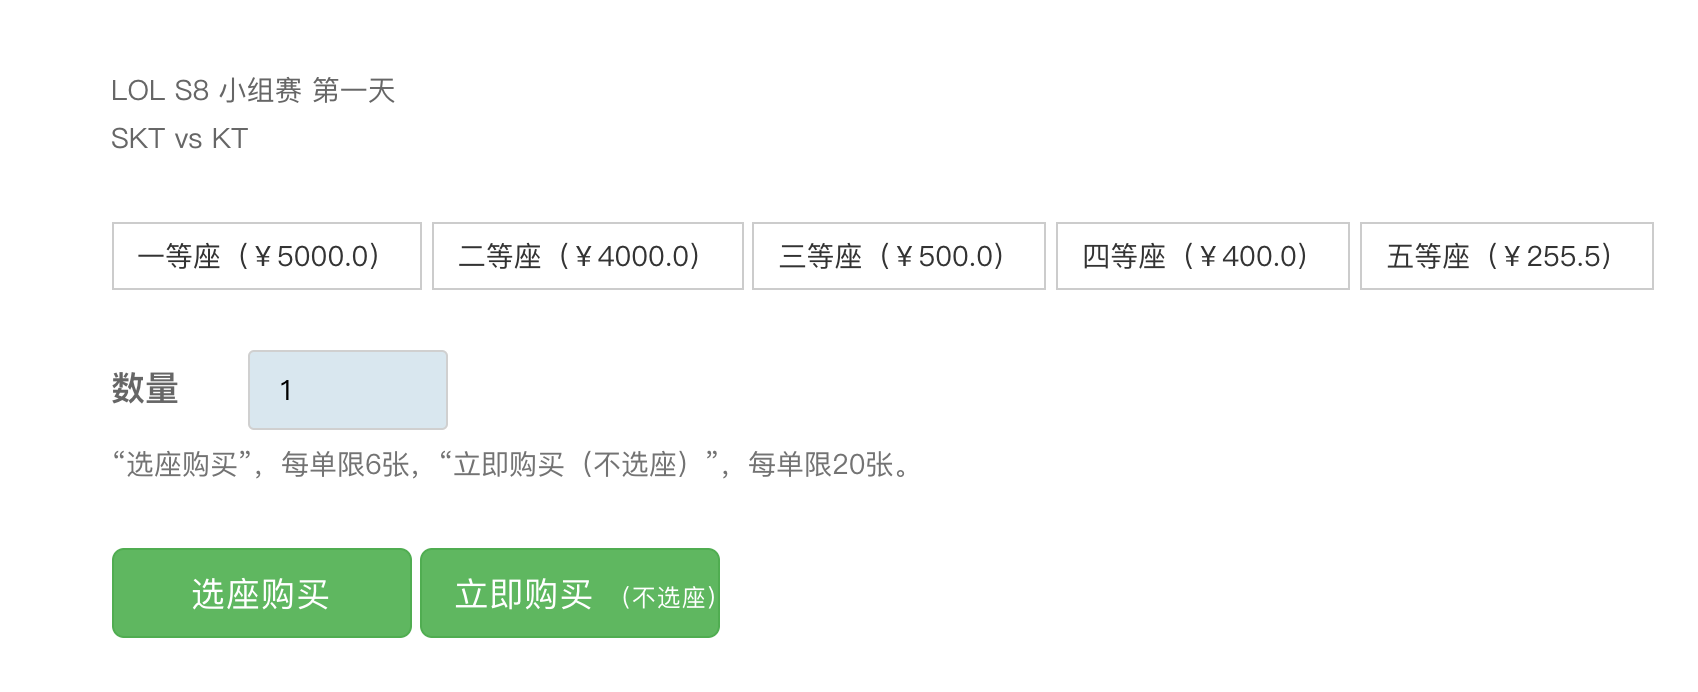 LOL S8 小组赛 第一天
SKT vs KT
一等座（￥5000.0） 二等座（￥4000.0） 三等座（￥500.0） 四等座（￥400.0） 五等座（￥255.5）
数量 1
“选座购买”，每单限6张，“立即购买（不选座）”，每单限20张。
选座购买 立即购买 （不选座）